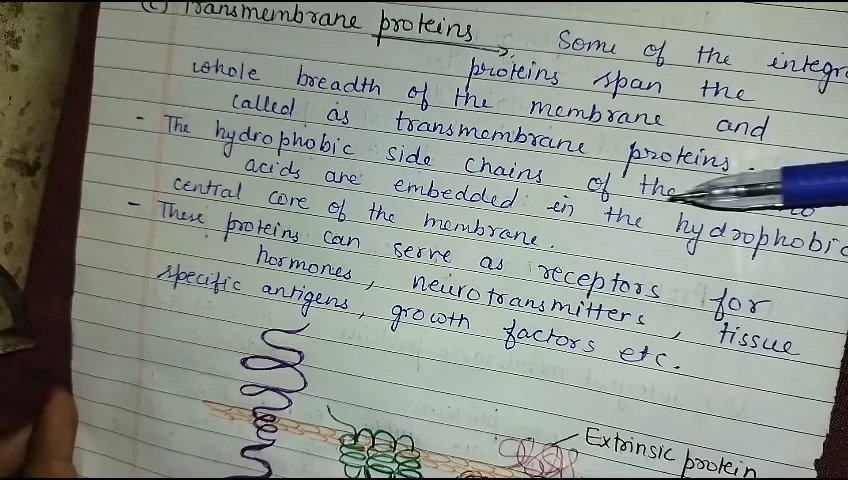 (c) Transmembrane proteins → Some of the
proteins span the
whole breadth of the membrane and
called as transmembrane proteins.
- The hydrophobic side chains of the
acids are embedded in the hydrophobic
central core of the membrane.
- These proteins can serve as receptors for
hormones, neurotransmitters, tissue
specific antigens, growth factors etc.
Extrinsic protein